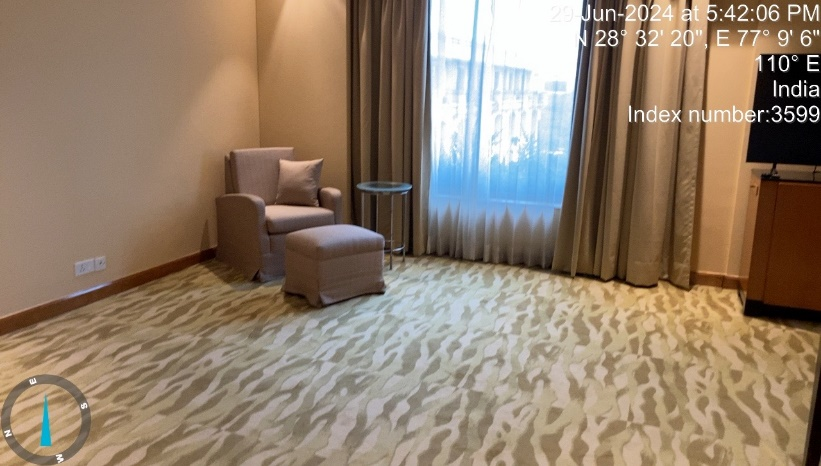 29-Jun-2024 at 5:42:06 PM
N 28° 32' 20", E 77° 9' 6"
110° E
India
Index number:3599
E
S
N
W